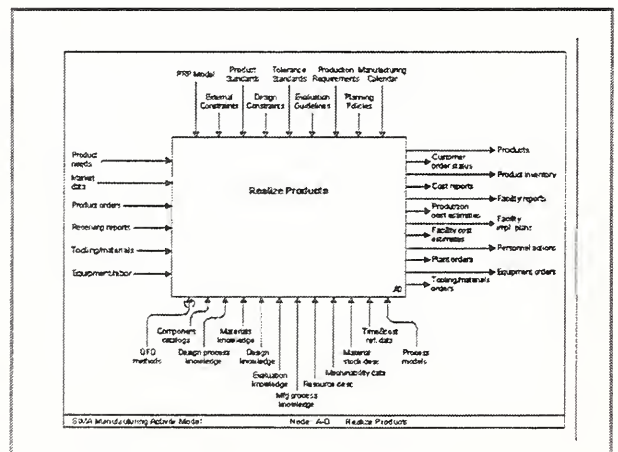 Product Standards
Tolerance Standards
Production Requirements
Manufacturing Calendar
PRP Model
External Constraints
Design Constraints
Evaluation Guidelines
Planning Policies
Product needs
Market data
Product orders
Receiving reports
Tooling/materials
Equipment/labor
Realize Products
A0
Products
Customer order status
Product inventory
Cost reports
Facility reports
Production cost estimates
Facility impl. plans
Facility cost estimates
Personnel actions
Plant orders
Equipment orders
Tooling/materials orders
QFD methods
Component catalogs
Design process knowledge
Materials knowledge
Design knowledge
Evaluation knowledge
Mfg process knowledge
Resource desc
Machinability data
Material stock desc
Time&cost ref. data
Process models
SIMA Manufacturing Activity Model
Node: A-0
Realize Products